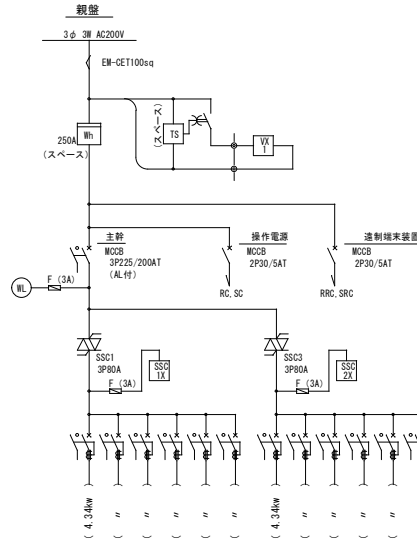 親盤
3φ 3W AC200V
EM-CET100sq
Wh
250A
(スペース)
(スペース)
TS
VX
1
主幹
MCCB
3P225/200AT
(AL付)
操作電源
MCCB
2P30/5AT
遠制端末装置
MCCB
2P30/5AT
WL
F (3A)
RC, SC
RRC, SRC
SSC1
3P80A
F (3A)
SSC
1X
SSC3
3P80A
F (3A)
SSC
2X
( 4.34kw )
( 〃 )
( 〃 )
( 〃 )
( 〃 )
( 〃 )
( 4.34kw )
( 〃 )
( 〃 )
( 〃 )
( 〃 )
(